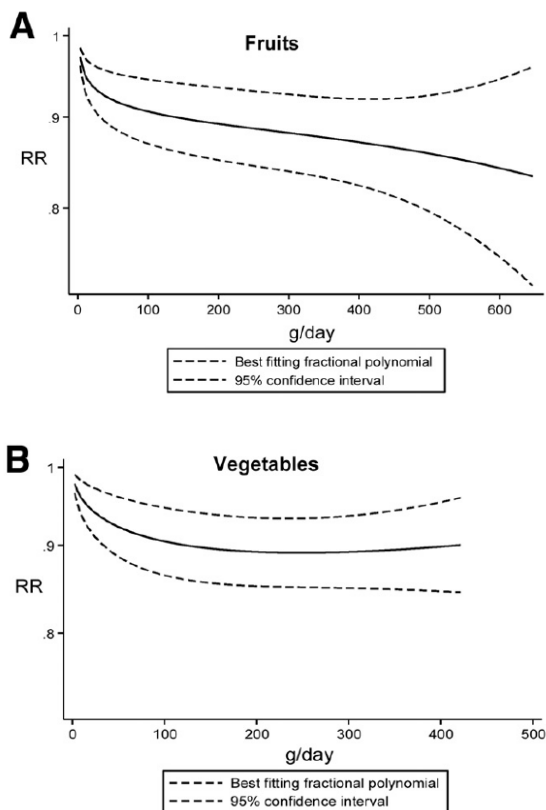 A
Fruits
1
.9
RR
.8
0 100 200 300 400 500 600
g/day
Best fitting fractional polynomial
95% confidence interval
B
Vegetables
1
.9
RR
.8
0 100 200 300 400 500
g/day
Best fitting fractional polynomial
95% confidence interval